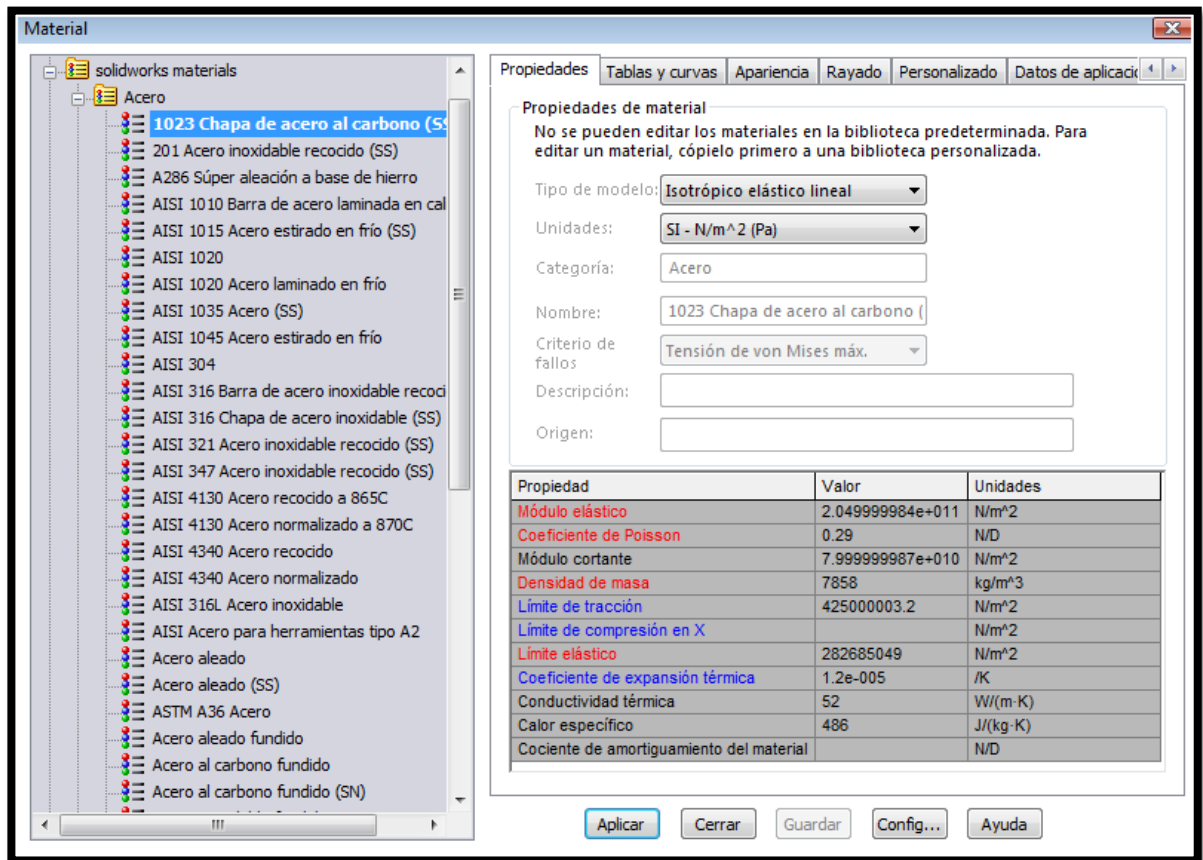 Material
solidworks materials
Acero
1023 Chapa de acero al carbono (SS
201 Acero inoxidable recocido (SS)
A286 Súper aleación a base de hierro
AISI 1010 Barra de acero laminada en cal
AISI 1015 Acero estirado en frío (SS)
AISI 1020
AISI 1020 Acero laminado en frío
AISI 1035 Acero (SS)
AISI 1045 Acero estirado en frío
AISI 304
AISI 316 Barra de acero inoxidable recoci
AISI 316 Chapa de acero inoxidable (SS)
AISI 321 Acero inoxidable recocido (SS)
AISI 347 Acero inoxidable recocido (SS)
AISI 4130 Acero recocido a 865C
AISI 4130 Acero normalizado a 870C
AISI 4340 Acero recocido
AISI 4340 Acero normalizado
AISI 316L Acero inoxidable
AISI Acero para herramientas tipo A2
Acero aleado
Acero aleado (SS)
ASTM A36 Acero
Acero aleado fundido
Acero al carbono fundido
Acero al carbono fundido (SN)
Propiedades Tablas y curvas Apariencia Rayado Personalizado Datos de aplicació
Propiedades de material
No se pueden editar los materiales en la biblioteca predeterminada. Para
editar un material, cópielo primero a una biblioteca personalizada.
Tipo de modelo: Isotrópico elástico lineal
Unidades: SI - N/m^2 (Pa)
Categoría: Acero
Nombre: 1023 Chapa de acero al carbono (
Criterio de
fallos Tensión de von Mises máx.
Descripción:
Origen:
Propiedad Valor Unidades
Módulo elástico 2.049999984e+011 N/m^2
Coeficiente de Poisson 0.29 N/D
Módulo cortante 7.999999987e+010 N/m^2
Densidad de masa 7858 kg/m^3
Límite de tracción 425000003.2 N/m^2
Límite de compresión en X N/m^2
Límite elástico 282685049 N/m^2
Coeficiente de expansión térmica 1.2e-005 /K
Conductividad térmica 52 W/(m·K)
Calor específico 486 J/(kg·K)
Cociente de amortiguamiento del material N/D
Aplicar Cerrar Guardar Config... Ayuda